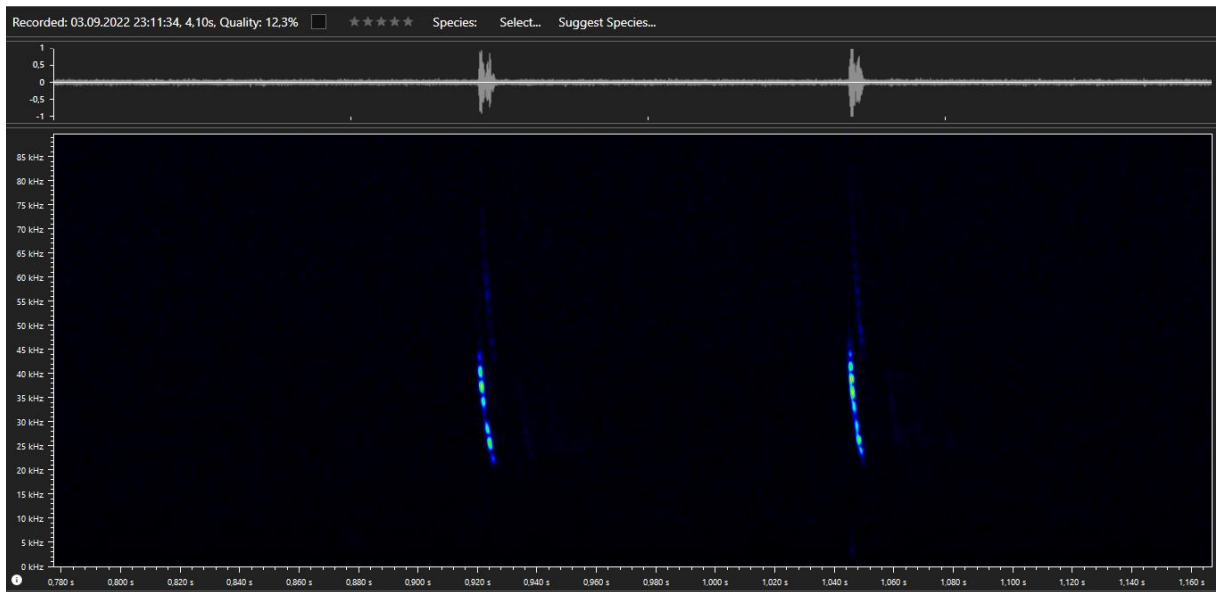 Recorded: 03.09.2022 23:11:34, 4,10s, Quality: 12,3% Species: Select... Suggest Species...
1
0,5
0
-0,5
-1
85 kHz
80 kHz
75 kHz
70 kHz
65 kHz
60 kHz
55 kHz
50 kHz
45 kHz
40 kHz
35 kHz
30 kHz
25 kHz
20 kHz
15 kHz
10 kHz
5 kHz
0 kHz
0,780 s 0,800 s 0,820 s 0,840 s 0,860 s 0,880 s 0,900 s 0,920 s 0,940 s 0,960 s 0,980 s 1,000 s 1,020 s 1,040 s 1,060 s 1,080 s 1,100 s 1,120 s 1,140 s 1,160 s